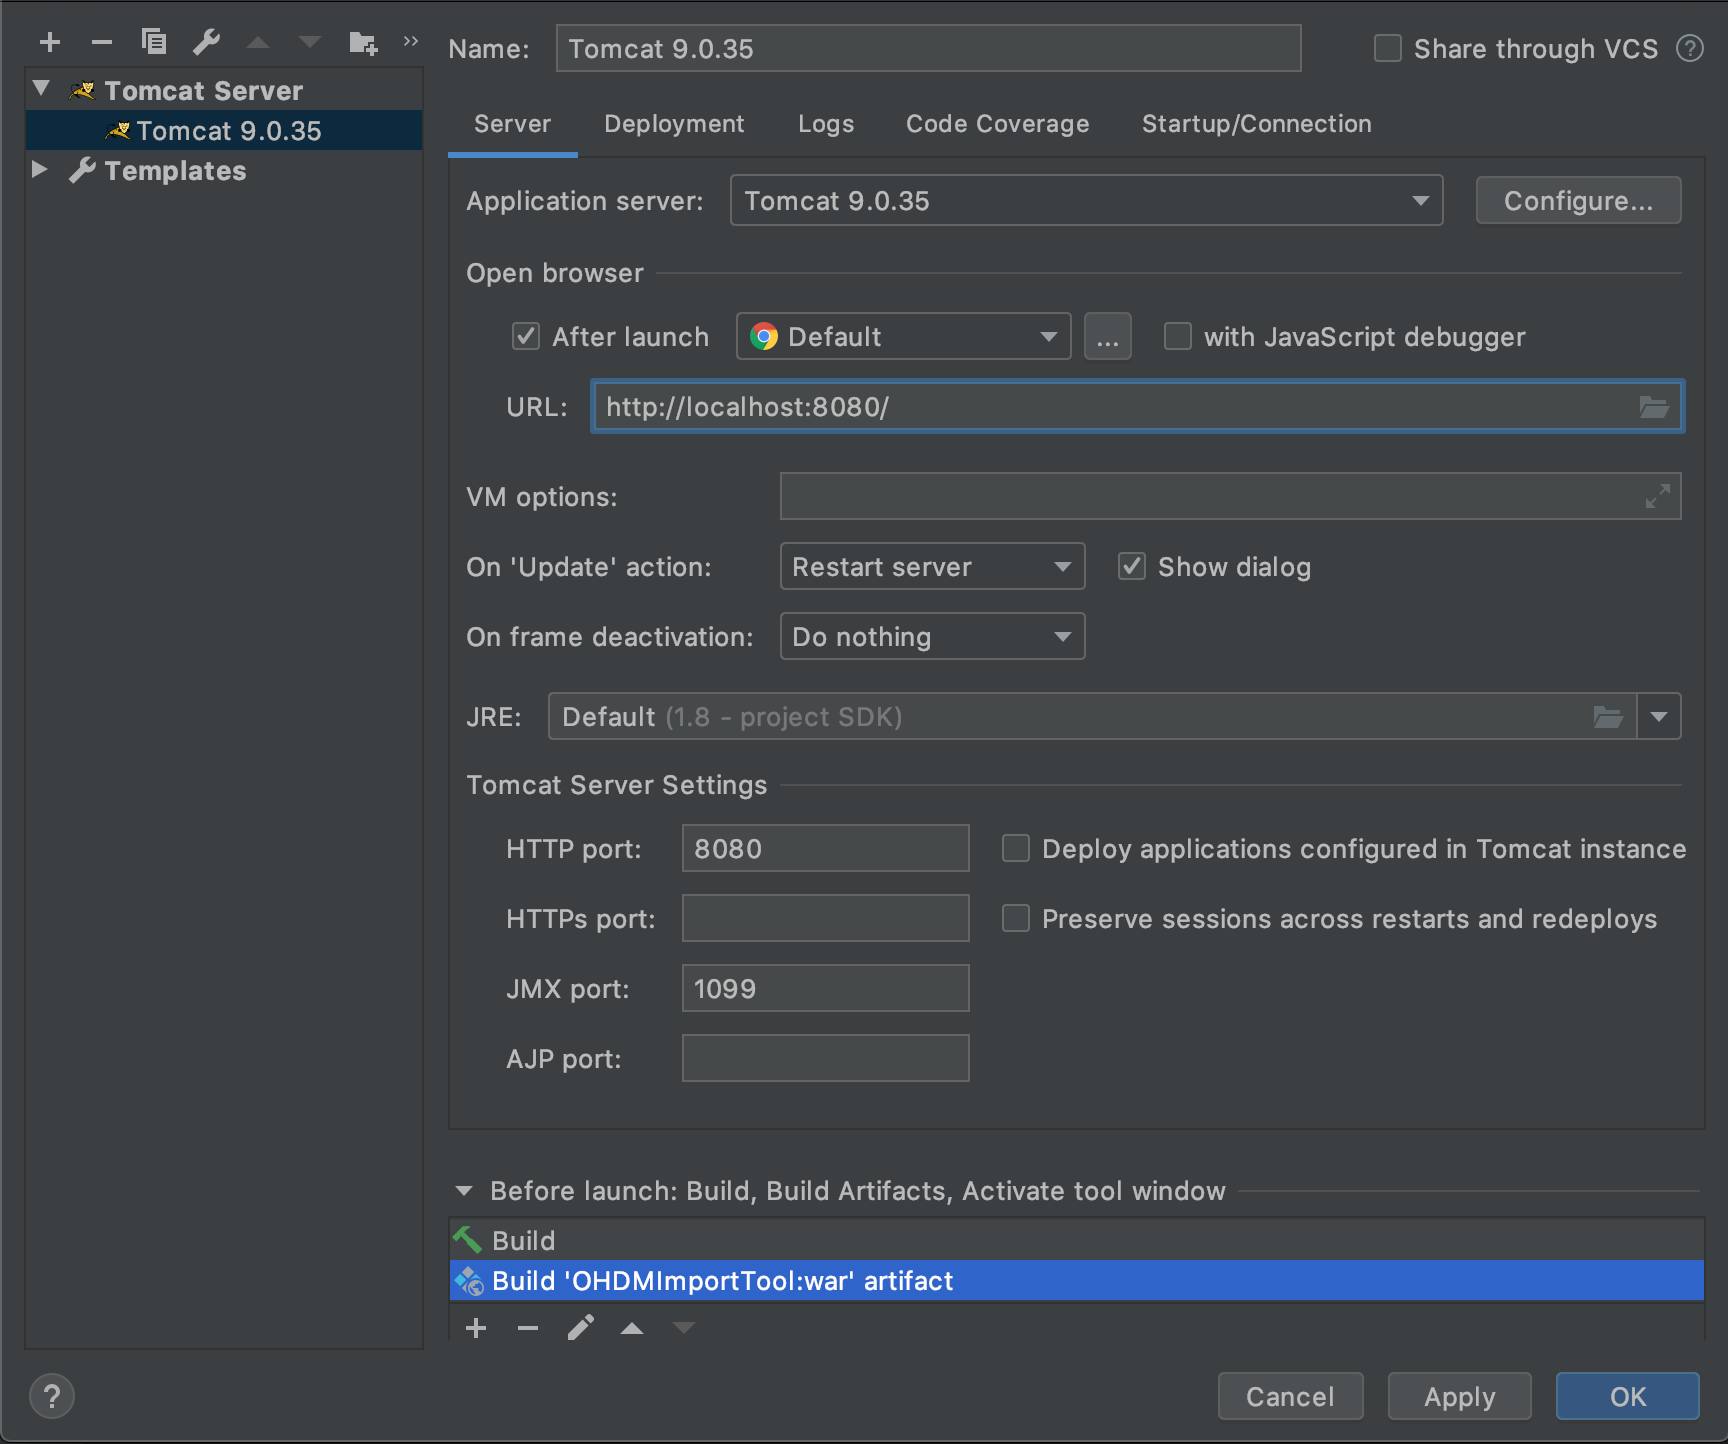 Name: Tomcat 9.0.35 Share through VCS ?
Tomcat Server
Tomcat 9.0.35
Templates
Server Deployment Logs Code Coverage Startup/Connection
Application server: Tomcat 9.0.35 Configure...
Open browser
After launch Default ... with JavaScript debugger
URL: http://localhost:8080/
VM options:
On 'Update' action: Restart server Show dialog
On frame deactivation: Do nothing
JRE: Default (1.8 - project SDK)
Tomcat Server Settings
HTTP port: 8080 Deploy applications configured in Tomcat instance
HTTPs port: Preserve sessions across restarts and redeploys
JMX port: 1099
AJP port:
Before launch: Build, Build Artifacts, Activate tool window
Build
Build 'OHDMImportTool:war' artifact
? Cancel Apply OK